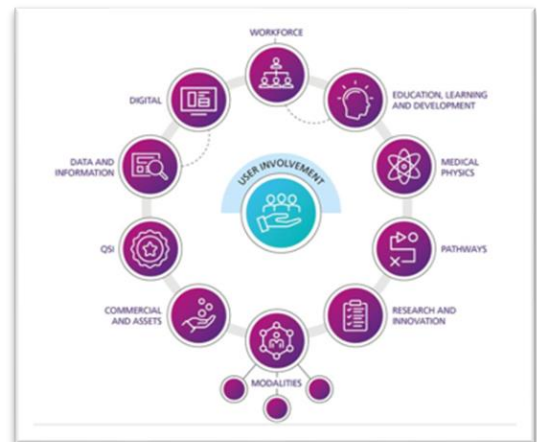 WORKFORCE
EDUCATION, LEARNING
AND DEVELOPMENT
MEDICAL
PHYSICS
PATHWAYS
RESEARCH AND
INNOVATION
MODALITIES
COMMERCIAL
AND ASSETS
QSI
DATA AND
INFORMATION
DIGITAL
USER INVOLVEMENT